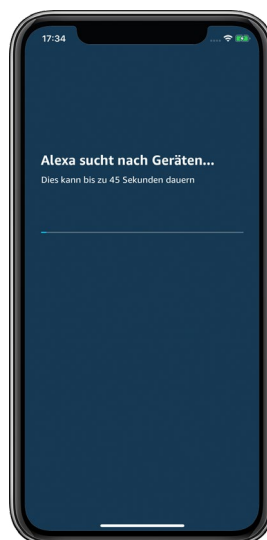 17:34
Alexa sucht nach Geräten...
Dies kann bis zu 45 Sekunden dauern